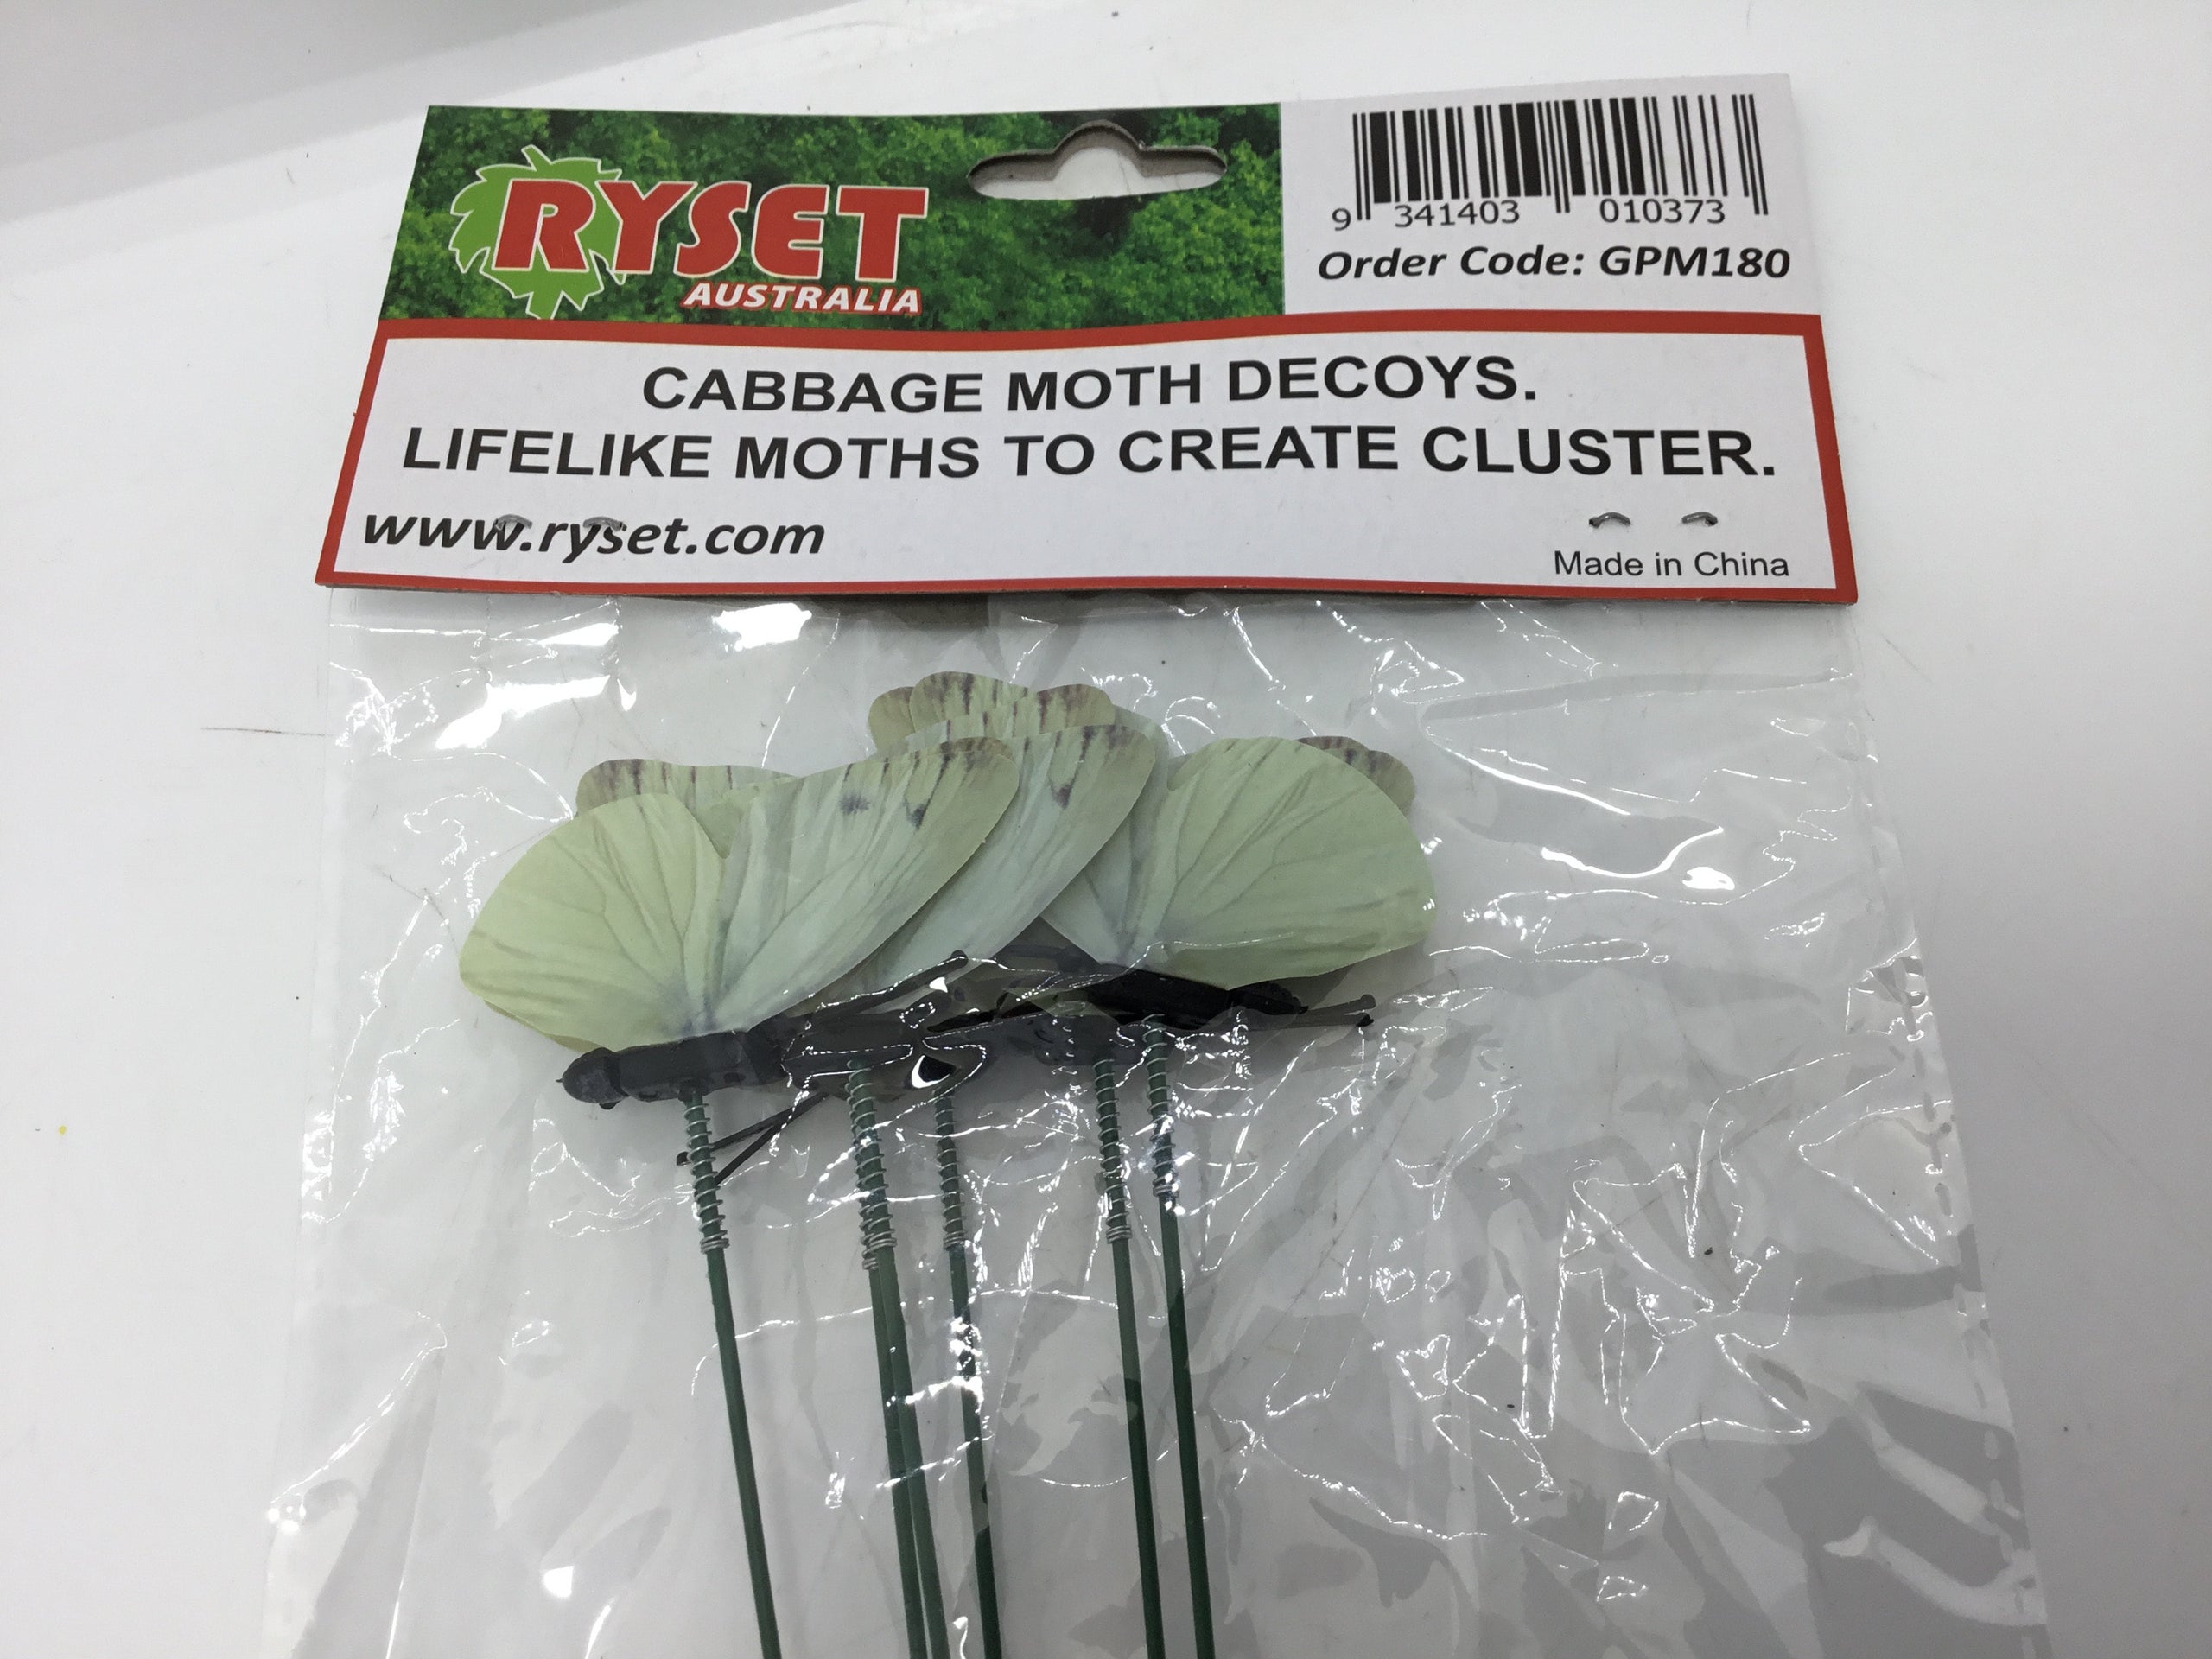 RYSET
AUSTRALIA
9 341403 010373
Order Code: GPM180
CABBAGE MOTH DECOYS.
LIFELIKE MOTHS TO CREATE CLUSTER.
www.ryset.com
Made in China